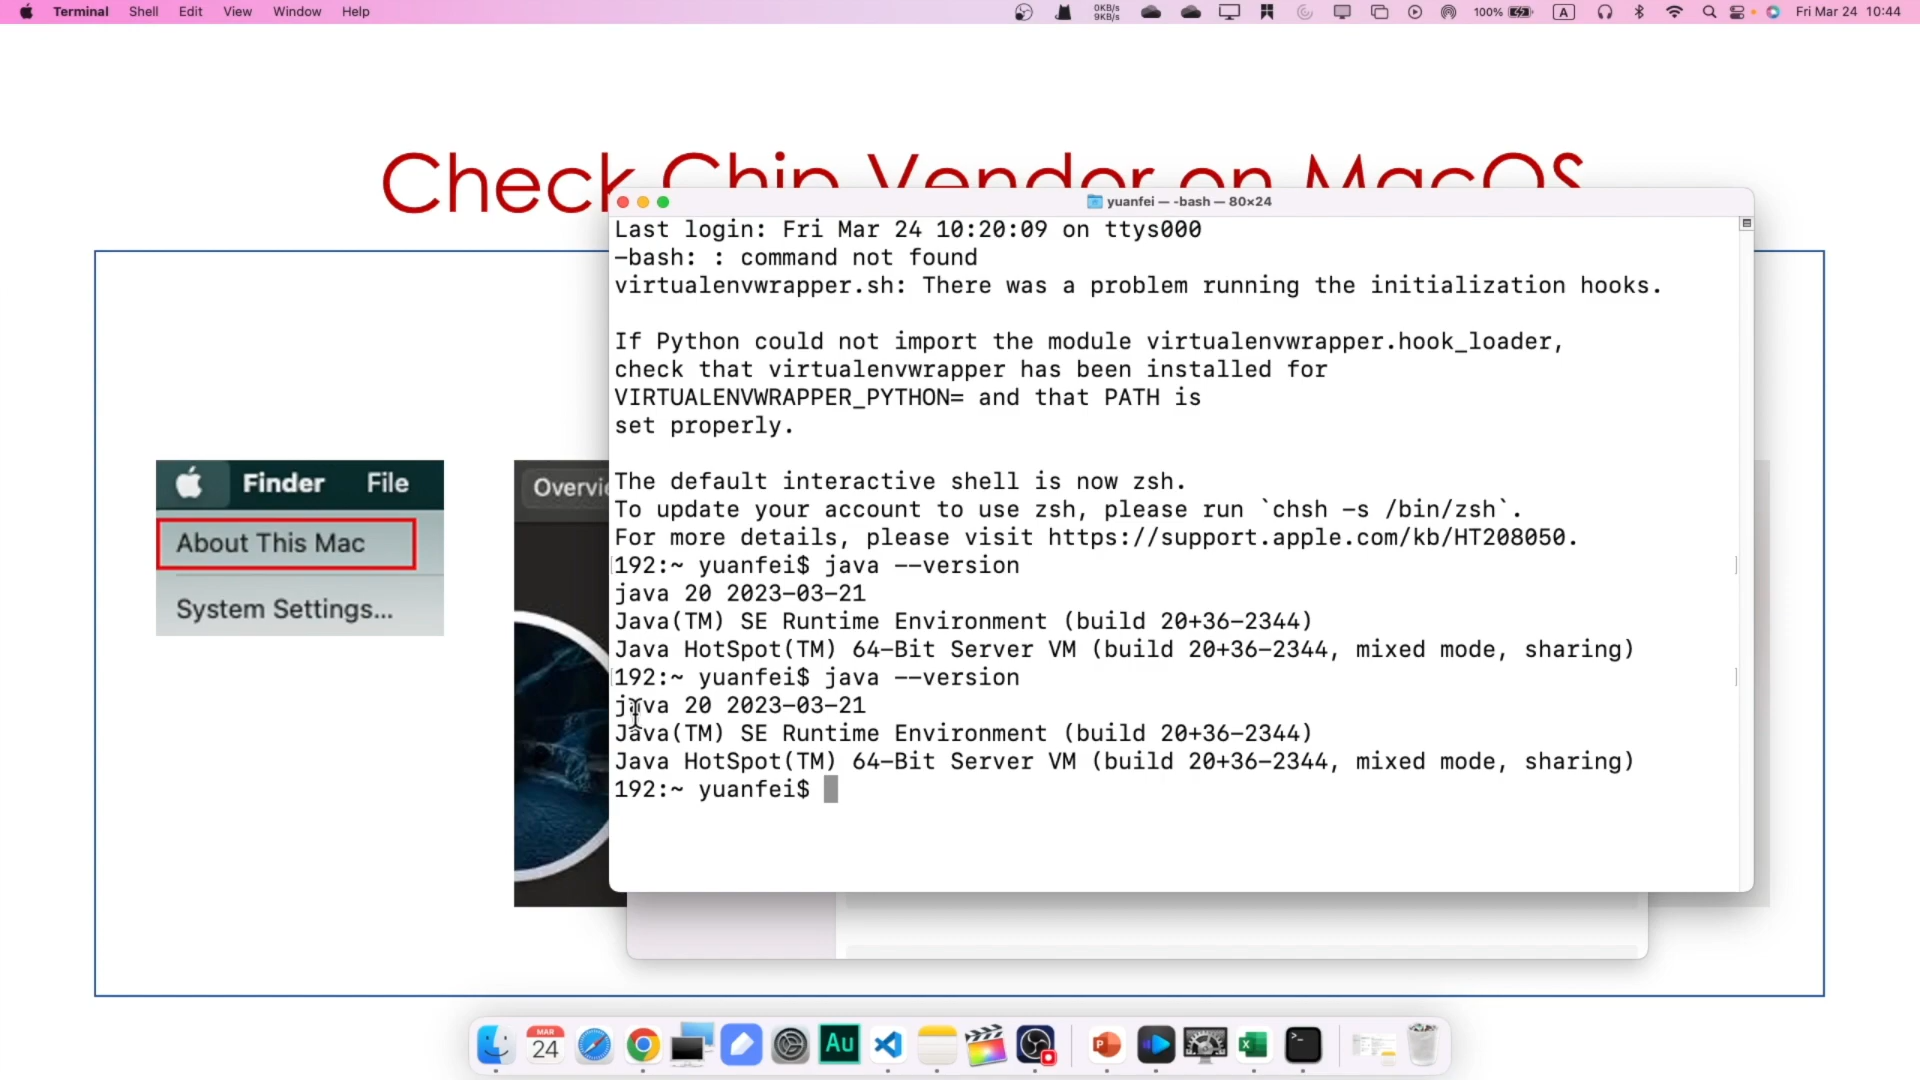 Terminal Shell Edit View Window Help
0KB/s
9KB/s
100%
A
Fri Mar 24 10:44
Check Chip Vendor on MacOS
yuanfei — -bash — 80×24
Last login: Fri Mar 24 10:20:09 on ttys000
-bash: : command not found
virtualenvwrapper.sh: There was a problem running the initialization hooks.
If Python could not import the module virtualenvwrapper.hook_loader,
check that virtualenvwrapper has been installed for
VIRTUALENVWRAPPER_PYTHON= and that PATH is
set properly.
The default interactive shell is now zsh.
To update your account to use zsh, please run `chsh -s /bin/zsh`.
For more details, please visit https://support.apple.com/kb/HT208050.
192:~ yuanfei$ java --version
java 20 2023-03-21
Java(TM) SE Runtime Environment (build 20+36-2344)
Java HotSpot(TM) 64-Bit Server VM (build 20+36-2344, mixed mode, sharing)
192:~ yuanfei$ java --version
java 20 2023-03-21
Java(TM) SE Runtime Environment (build 20+36-2344)
Java HotSpot(TM) 64-Bit Server VM (build 20+36-2344, mixed mode, sharing)
192:~ yuanfei$
Finder File
About This Mac
System Settings...
Overvi
MAR
24
Au
P
X
>_